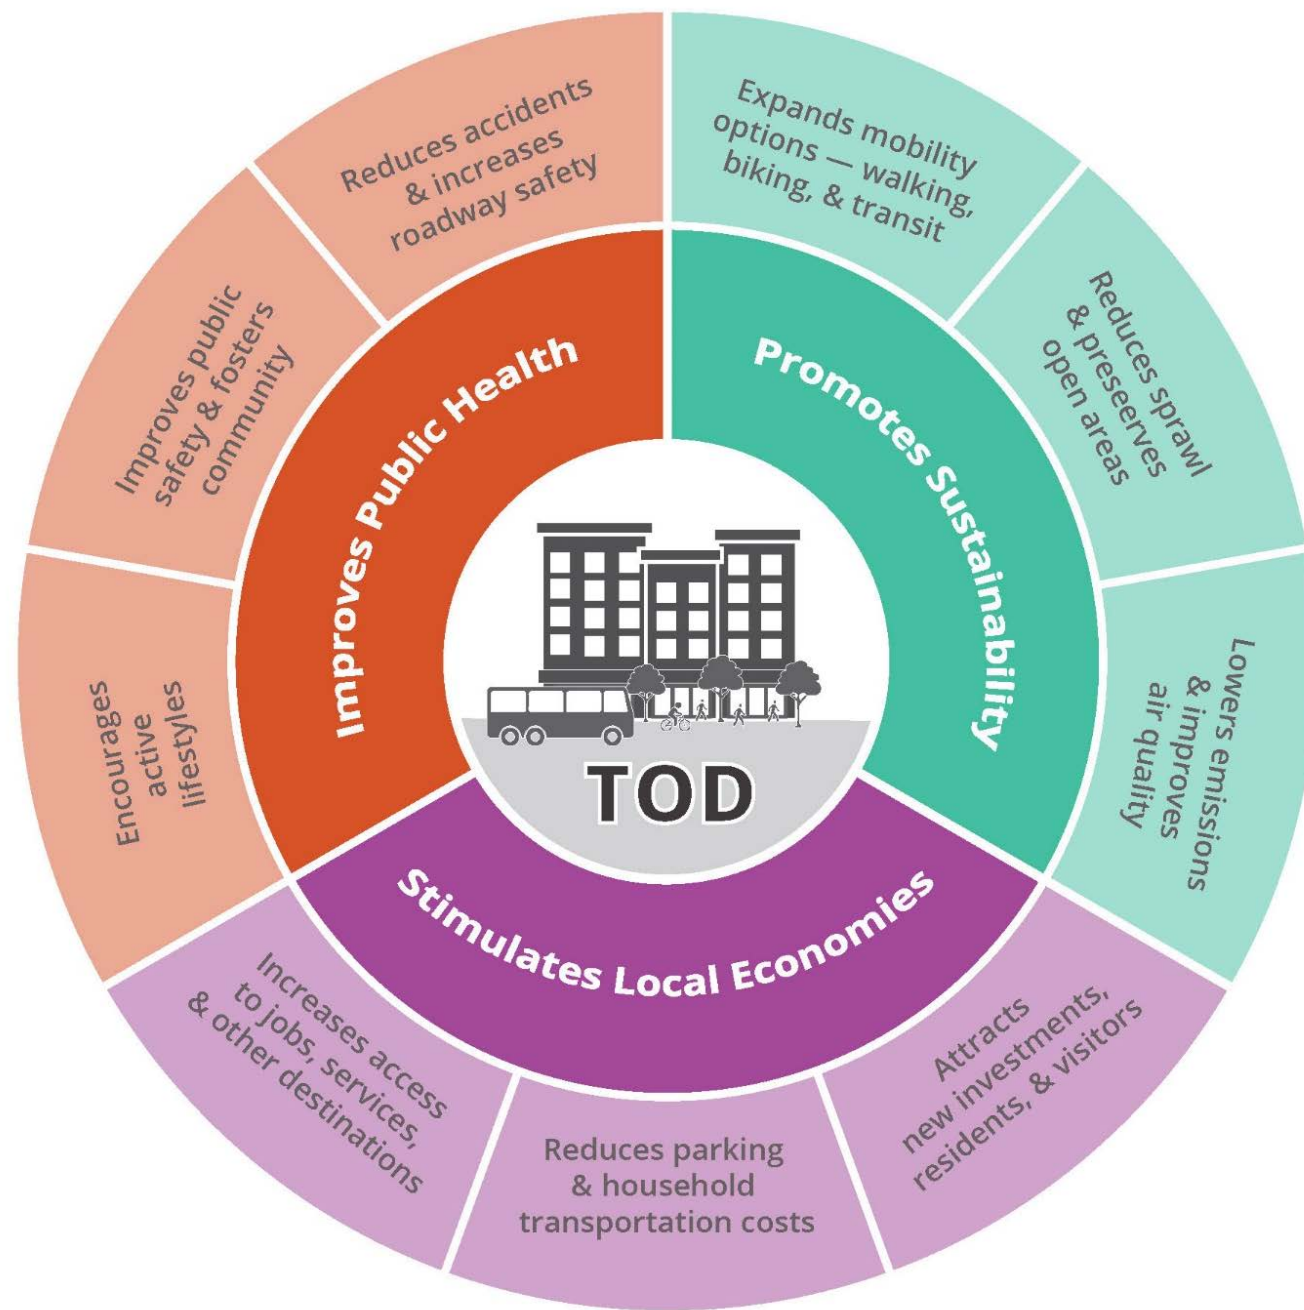 Reduces accidents
& increases
roadway safety
Expands mobility
options — walking,
biking, & transit
Improves public
safety & fosters
community
Reduces sprawl
& preseerves
open areas
Improves Public Health
Promotes Sustainability
Encourages
active
lifestyles
Lowers emissions
& improves
air quality
TOD
Stimulates Local Economies
Increases access
to jobs, services,
& other destinations
Reduces parking
& household
transportation costs
Attracts
new investments,
residents, & visitors